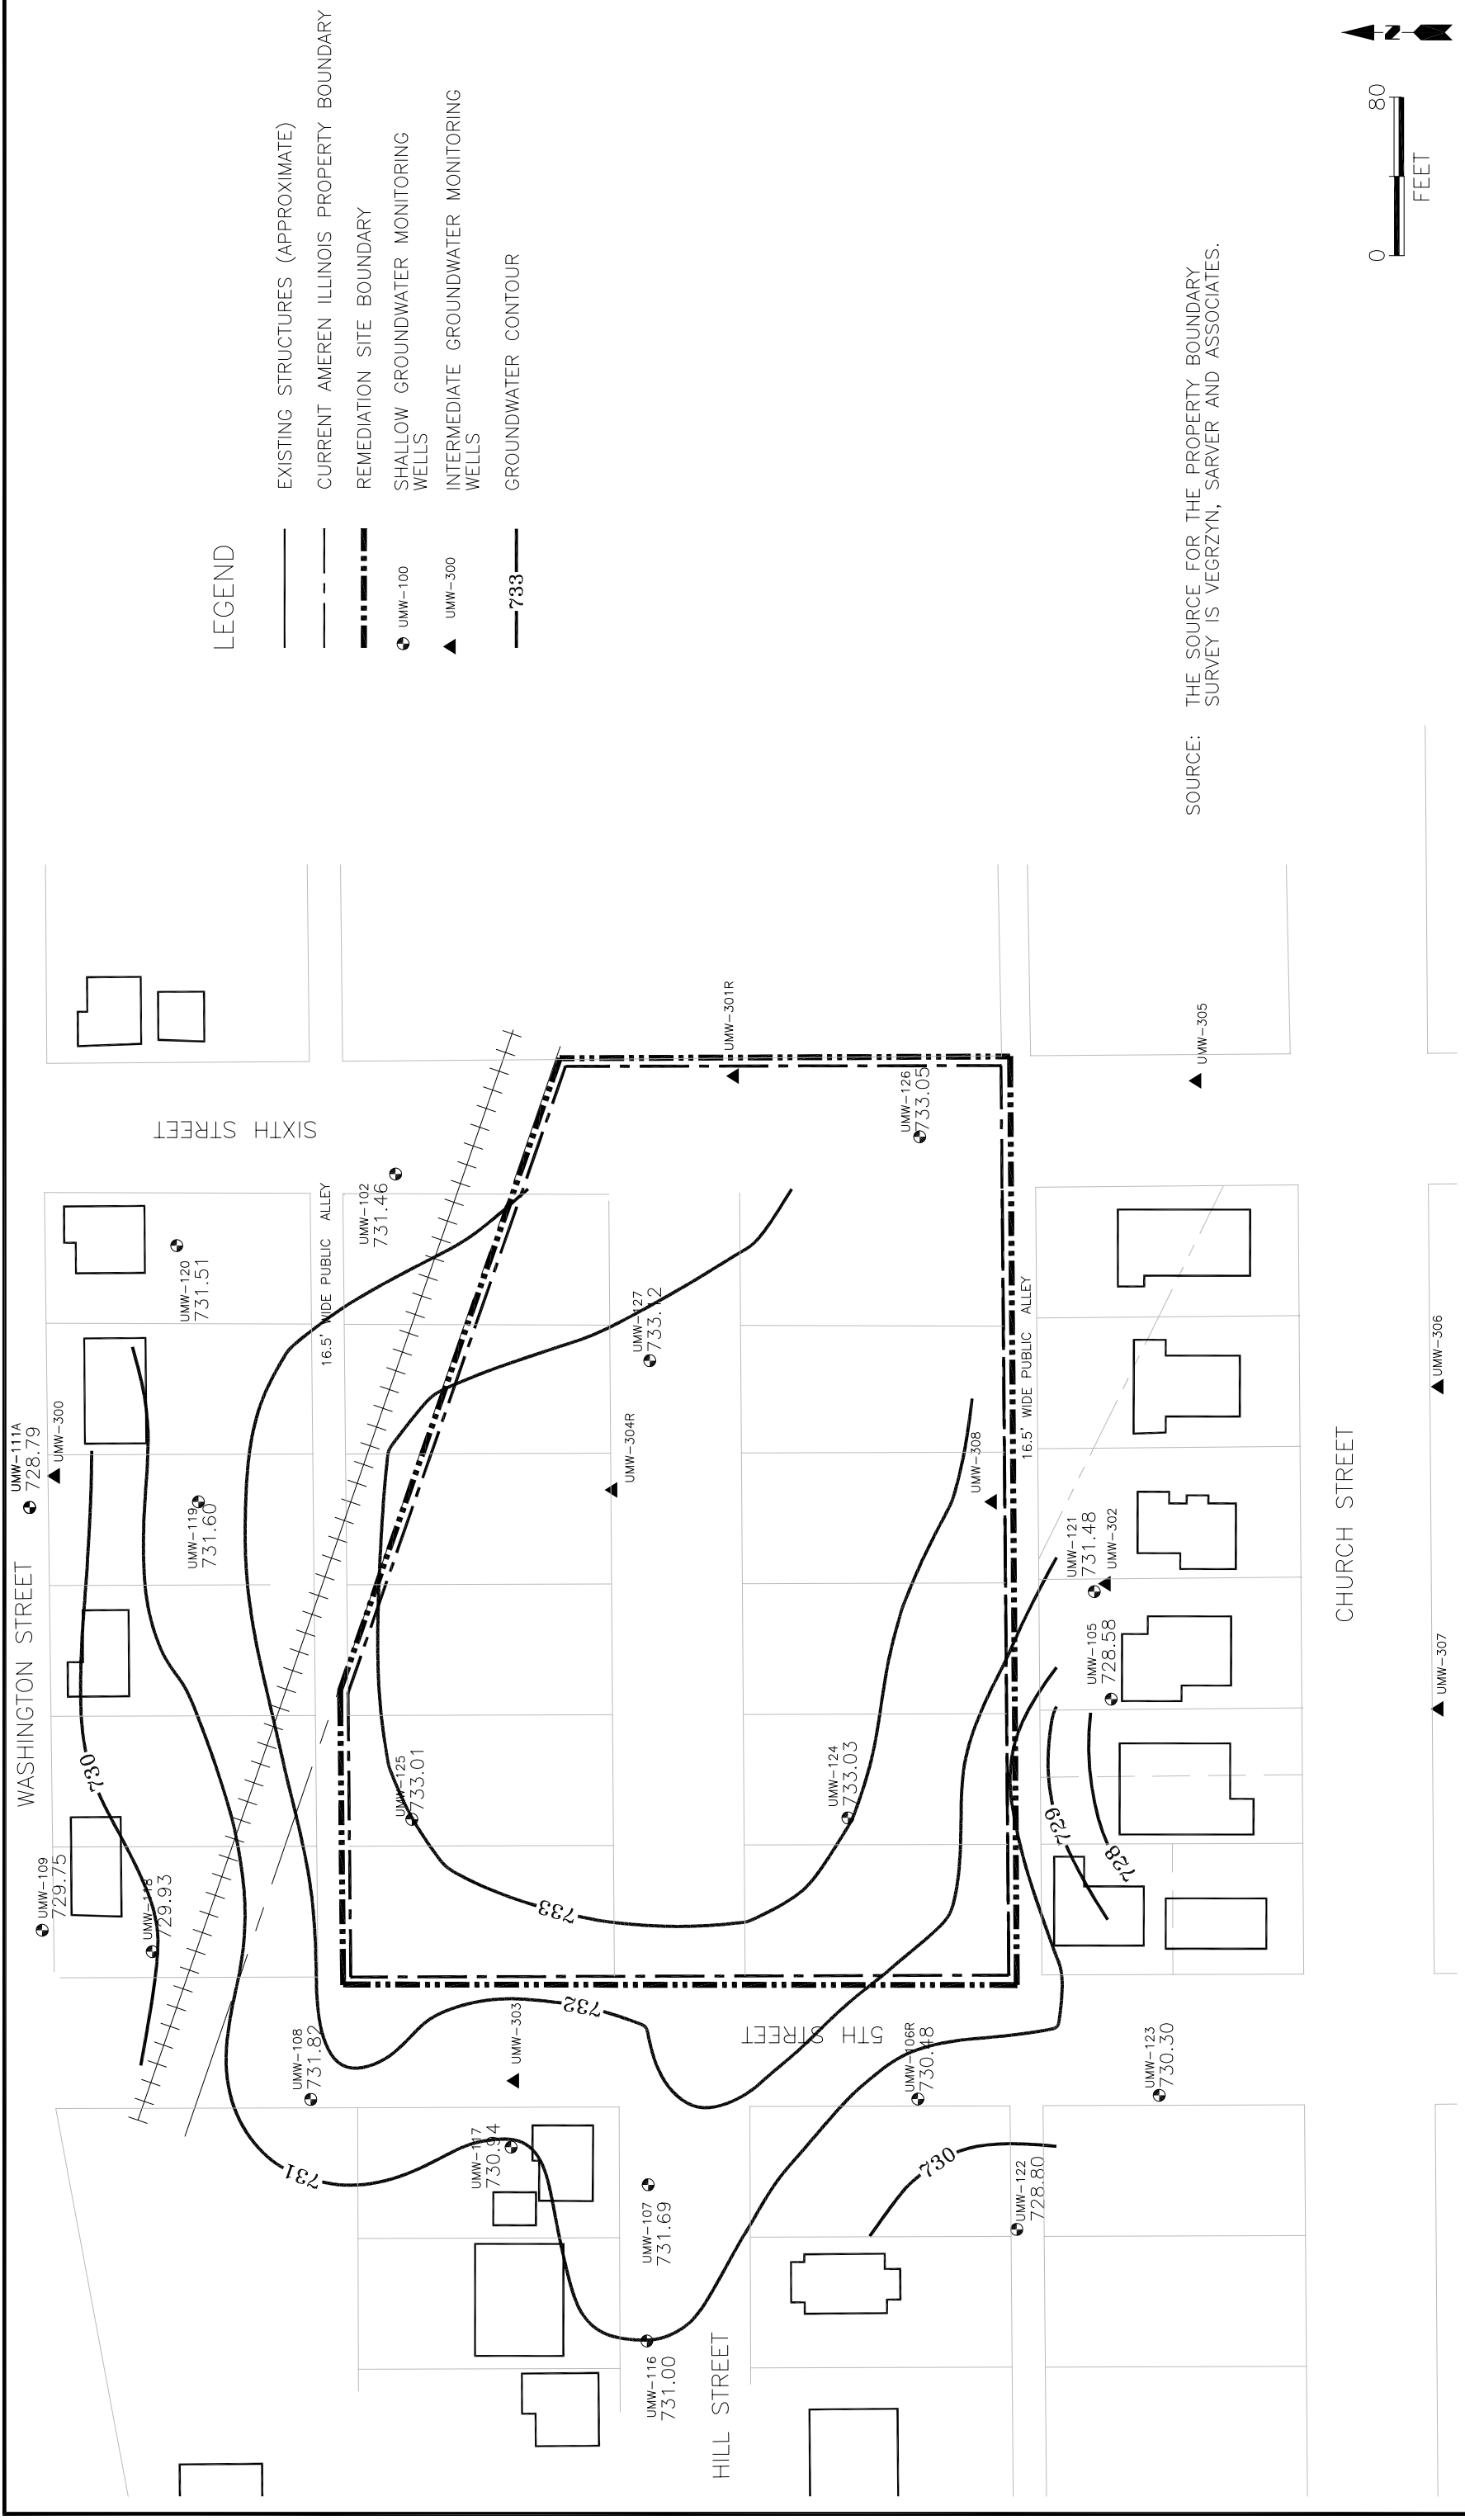 WASHINGTON STREET
UMW-111A
728.79
UMW-300
UMW-109
729.75
UMW-118
729.93
UMW-119
731.60
UMW-120
731.51
730
SIXTH STREET
16.5' WIDE PUBLIC ALLEY
UMW-102
731.46
UMW-108
731.82
731
UMW-125
733.01
UMW-303
UMW-117
730.94
733
732
UMW-304R
UMW-127
733.12
UMW-301R
UMW-107
731.69
UMW-116
731.00
HILL STREET
5TH STREET
UMW-124
733.03
UMW-126
733.05
UMW-106R
730.48
730
UMW-308
16.5' WIDE PUBLIC ALLEY
UMW-122
728.80
UMW-121
731.48
UMW-302
UMW-105
728.58
729
728
UMW-123
730.30
UMW-305
CHURCH STREET
UMW-306
UMW-307
LEGEND
EXISTING STRUCTURES (APPROXIMATE)
CURRENT AMEREN ILLINOIS PROPERTY BOUNDARY
REMEDIATION SITE BOUNDARY
UMW-100
SHALLOW GROUNDWATER MONITORING
WELLS
UMW-300
INTERMEDIATE GROUNDWATER MONITORING
WELLS
733
GROUNDWATER CONTOUR
SOURCE: THE SOURCE FOR THE PROPERTY BOUNDARY
SURVEY IS VEGRZYN, SARVER AND ASSOCIATES.
N
0 80
FEET